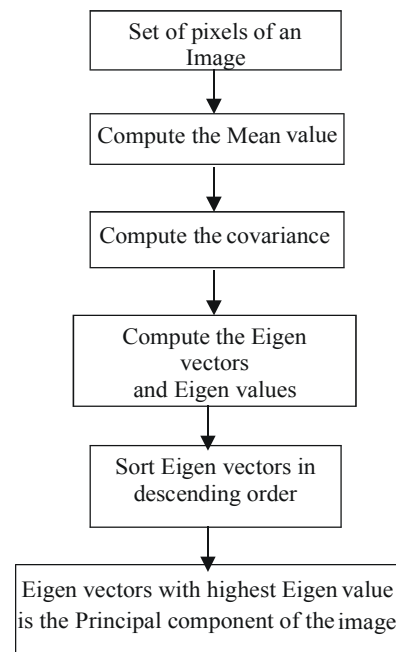 Set of pixels of an
Image
Compute the Mean value
Compute the covariance
Compute the Eigen
vectors
and Eigen values
Sort Eigen vectors in
descending order
Eigen vectors with highest Eigen value
is the Principal component of the image